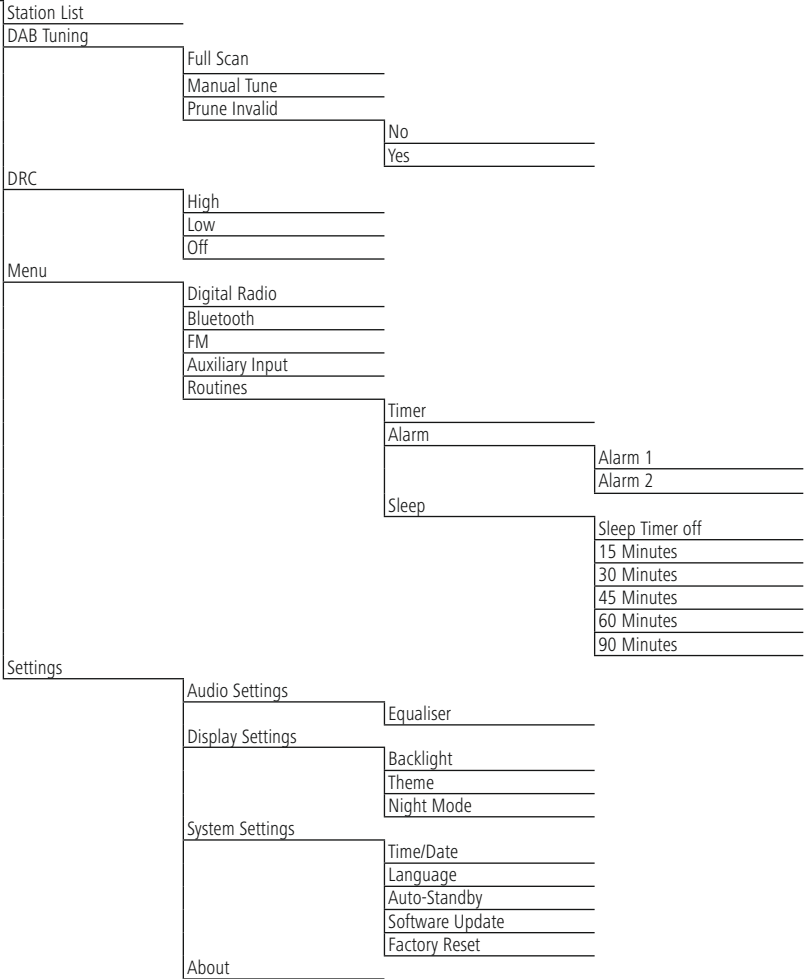 Station List
DAB Tuning
Full Scan
Manual Tune
Prune Invalid
No
Yes
DRC
High
Low
Off
Menu
Digital Radio
Bluetooth
FM
Auxiliary Input
Routines
Timer
Alarm
Alarm 1
Alarm 2
Sleep
Sleep Timer off
15 Minutes
30 Minutes
45 Minutes
60 Minutes
90 Minutes
Settings
Audio Settings
Equaliser
Display Settings
Backlight
Theme
Night Mode
System Settings
Time/Date
Language
Auto-Standby
Software Update
Factory Reset
About